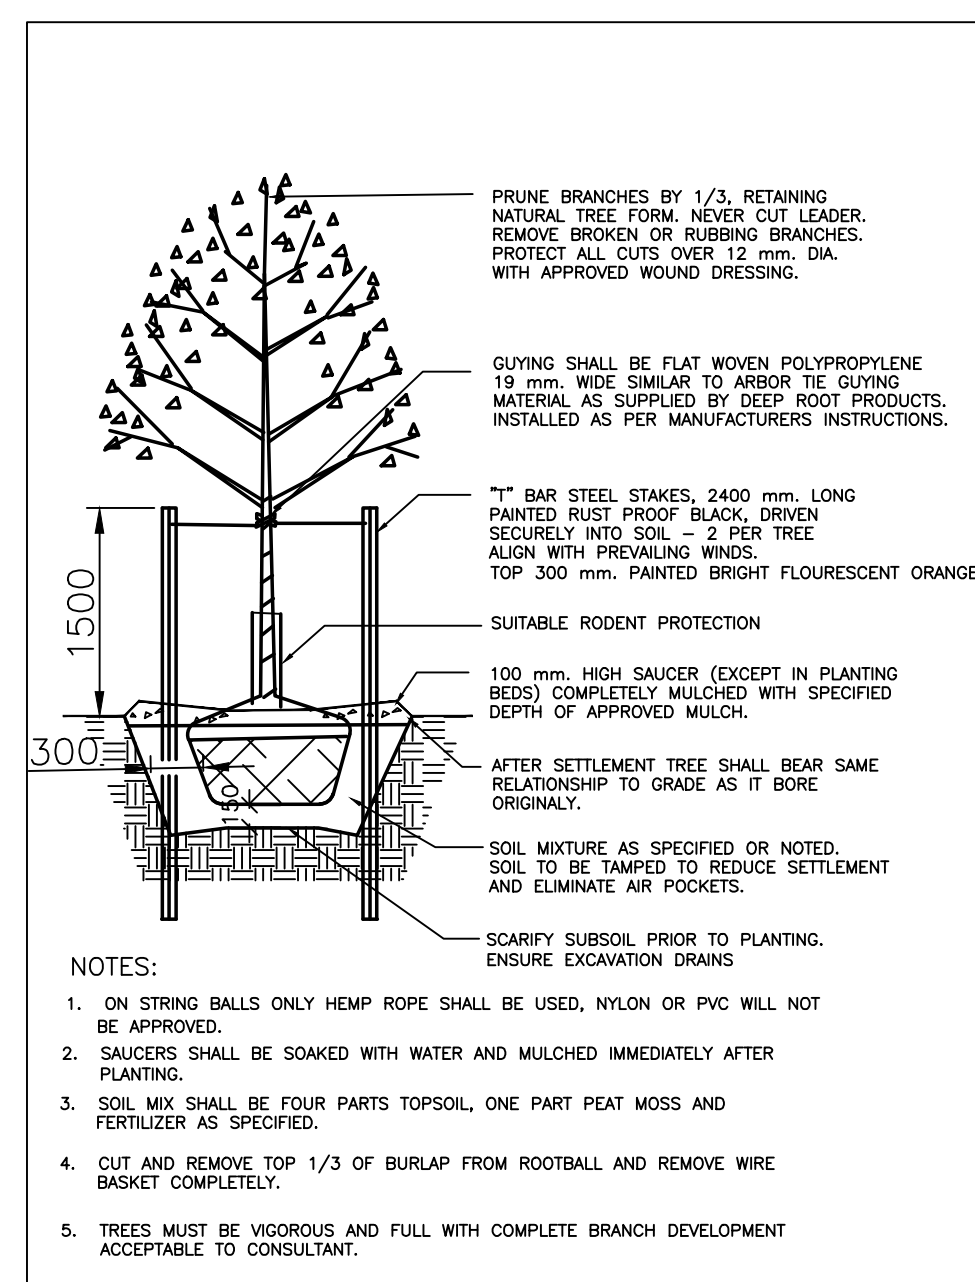 PRUNE BRANCHES BY 1/3, RETAINING
NATURAL TREE FORM. NEVER CUT LEADER.
REMOVE BROKEN OR RUBBING BRANCHES.
PROTECT ALL CUTS OVER 12 mm. DIA.
WITH APPROVED WOUND DRESSING.
GUYING SHALL BE FLAT WOVEN POLYPROPYLENE
19 mm. WIDE SIMILAR TO ARBOR TIE GUYING
MATERIAL AS SUPPLIED BY DEEP ROOT PRODUCTS.
INSTALLED AS PER MANUFACTURERS INSTRUCTIONS.
"T" BAR STEEL STAKES, 2400 mm. LONG
PAINTED RUST PROOF BLACK, DRIVEN
SECURELY INTO SOIL – 2 PER TREE
ALIGN WITH PREVAILING WINDS.
TOP 300 mm. PAINTED BRIGHT FLOURESCENT ORANGE
1500
SUITABLE RODENT PROTECTION
100 mm. HIGH SAUCER (EXCEPT IN PLANTING
BEDS) COMPLETELY MULCHED WITH SPECIFIED
DEPTH OF APPROVED MULCH.
300
AFTER SETTLEMENT TREE SHALL BEAR SAME
RELATIONSHIP TO GRADE AS IT BORE
ORIGINALY.
150
SOIL MIXTURE AS SPECIFIED OR NOTED.
SOIL TO BE TAMPED TO REDUCE SETTLEMENT
AND ELIMINATE AIR POCKETS.
SCARIFY SUBSOIL PRIOR TO PLANTING.
ENSURE EXCAVATION DRAINS
NOTES:
1. ON STRING BALLS ONLY HEMP ROPE SHALL BE USED, NYLON OR PVC WILL NOT
BE APPROVED.
2. SAUCERS SHALL BE SOAKED WITH WATER AND MULCHED IMMEDIATELY AFTER
PLANTING.
3. SOIL MIX SHALL BE FOUR PARTS TOPSOIL, ONE PART PEAT MOSS AND
FERTILIZER AS SPECIFIED.
4. CUT AND REMOVE TOP 1/3 OF BURLAP FROM ROOTBALL AND REMOVE WIRE
BASKET COMPLETELY.
5. TREES MUST BE VIGOROUS AND FULL WITH COMPLETE BRANCH DEVELOPMENT
ACCEPTABLE TO CONSULTANT.